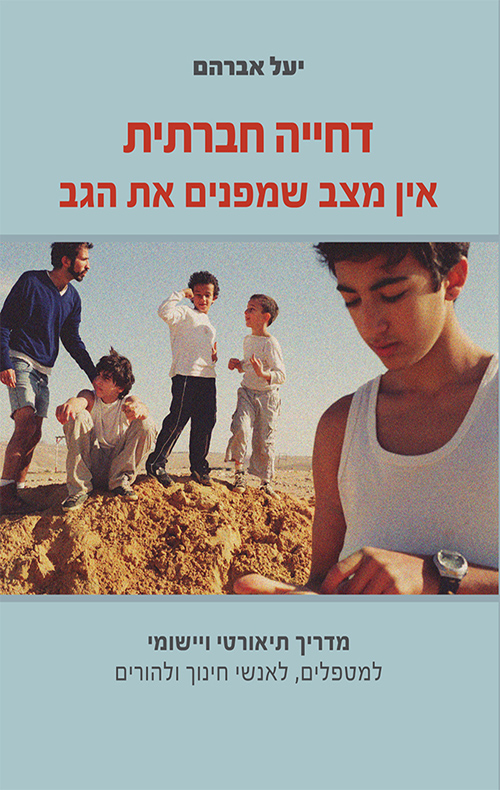 יעל אברהם
דחייה חברתית
אין מצב שמפנים את הגב
מדריך תיאורטי ויישומי
למטפלים, לאנשי חינוך ולהורים